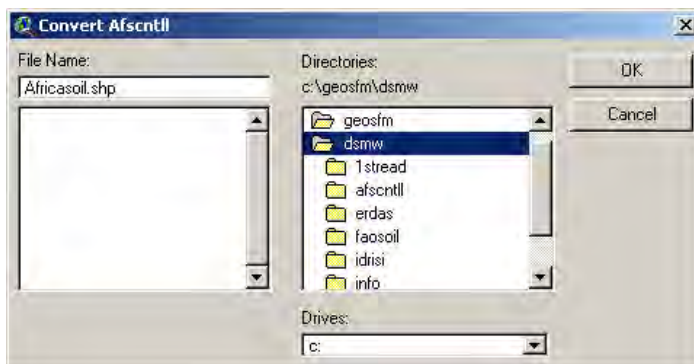 Convert Afscntll
File Name:
Africasoil.shp
Directories:
c:\geosfm\dsmw
geosfm
dsmw
1stread
afscntll
erdas
faosoil
idrisi
info
Drives:
c:
OK
Cancel